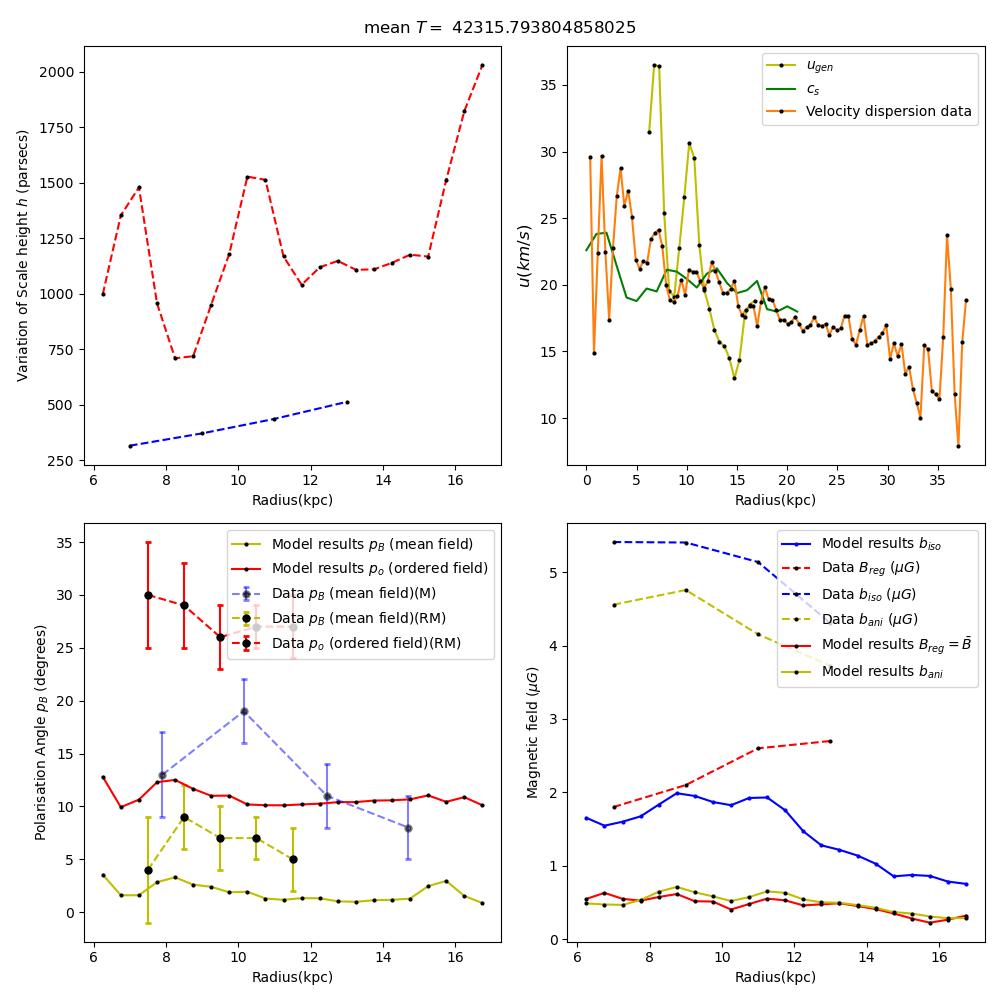 mean T = 42315.793804858025
Variation of Scale height h (parsecs)
2000
1750
1500
1250
1000
750
500
250
6 8 10 12 14 16
Radius(kpc)
u(km/s)
35
30
25
20
15
10
0 5 10 15 20 25 30 35
Radius(kpc)
u_gen
c_s
Velocity dispersion data
Polarisation Angle p_B (degrees)
35
30
25
20
15
10
5
0
6 8 10 12 14 16
Radius(kpc)
Model results p_B (mean field)
Model results p_o (ordered field)
Data p_B (mean field)(M)
Data p_B (mean field)(RM)
Data p_o (ordered field)(RM)
Magnetic field (μG)
5
4
3
2
1
0
6 8 10 12 14 16
Radius(kpc)
Model results b_iso
Data B_reg (μG)
Data b_iso (μG)
Data b_ani (μG)
Model results B_reg = B̄
Model results b_ani